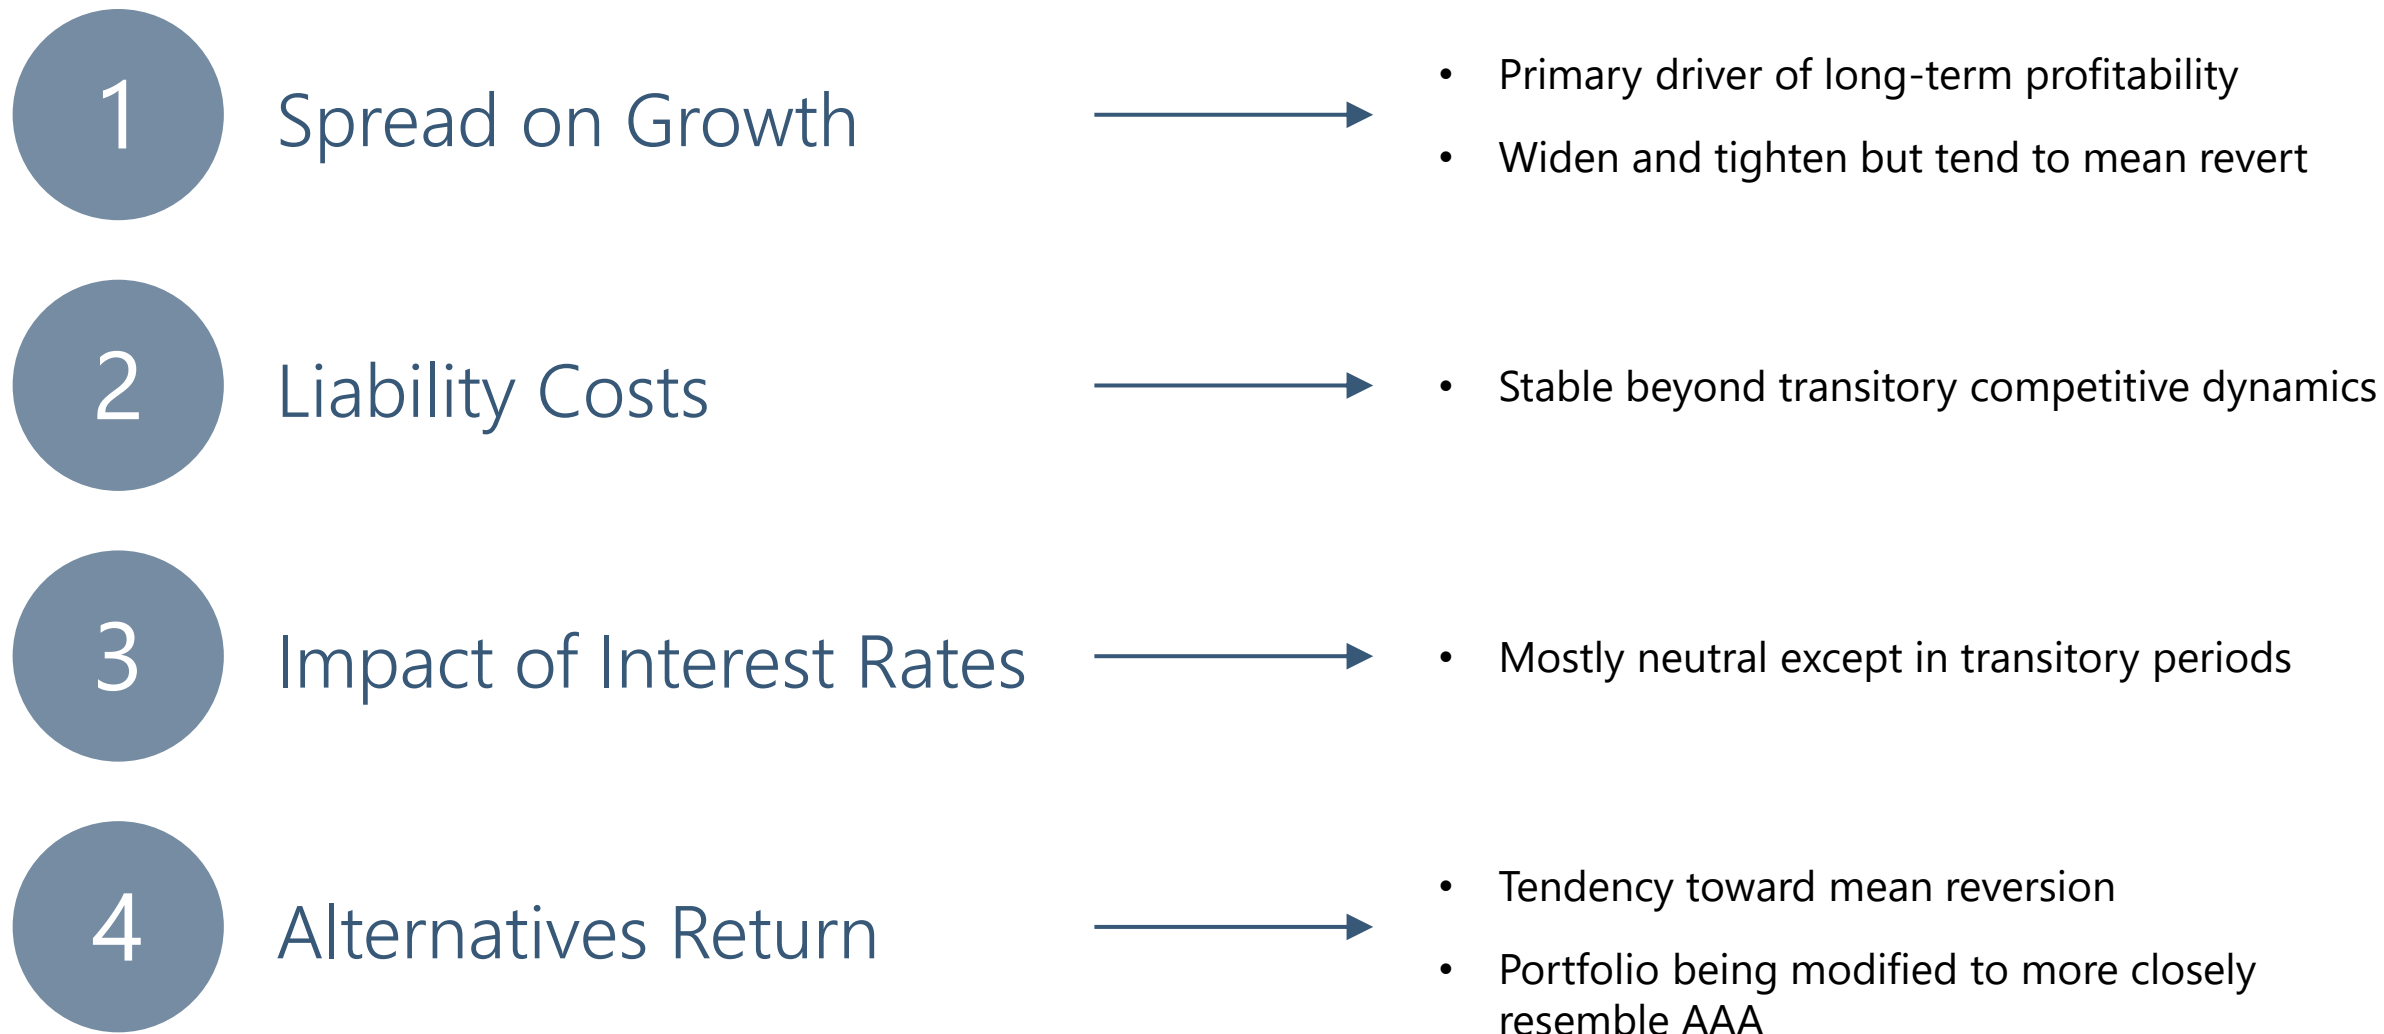 1
Spread on Growth
• Primary driver of long-term profitability
• Widen and tighten but tend to mean revert
2
Liability Costs
• Stable beyond transitory competitive dynamics
3
Impact of Interest Rates
• Mostly neutral except in transitory periods
4
Alternatives Return
• Tendency toward mean reversion
• Portfolio being modified to more closely
resemble AAA